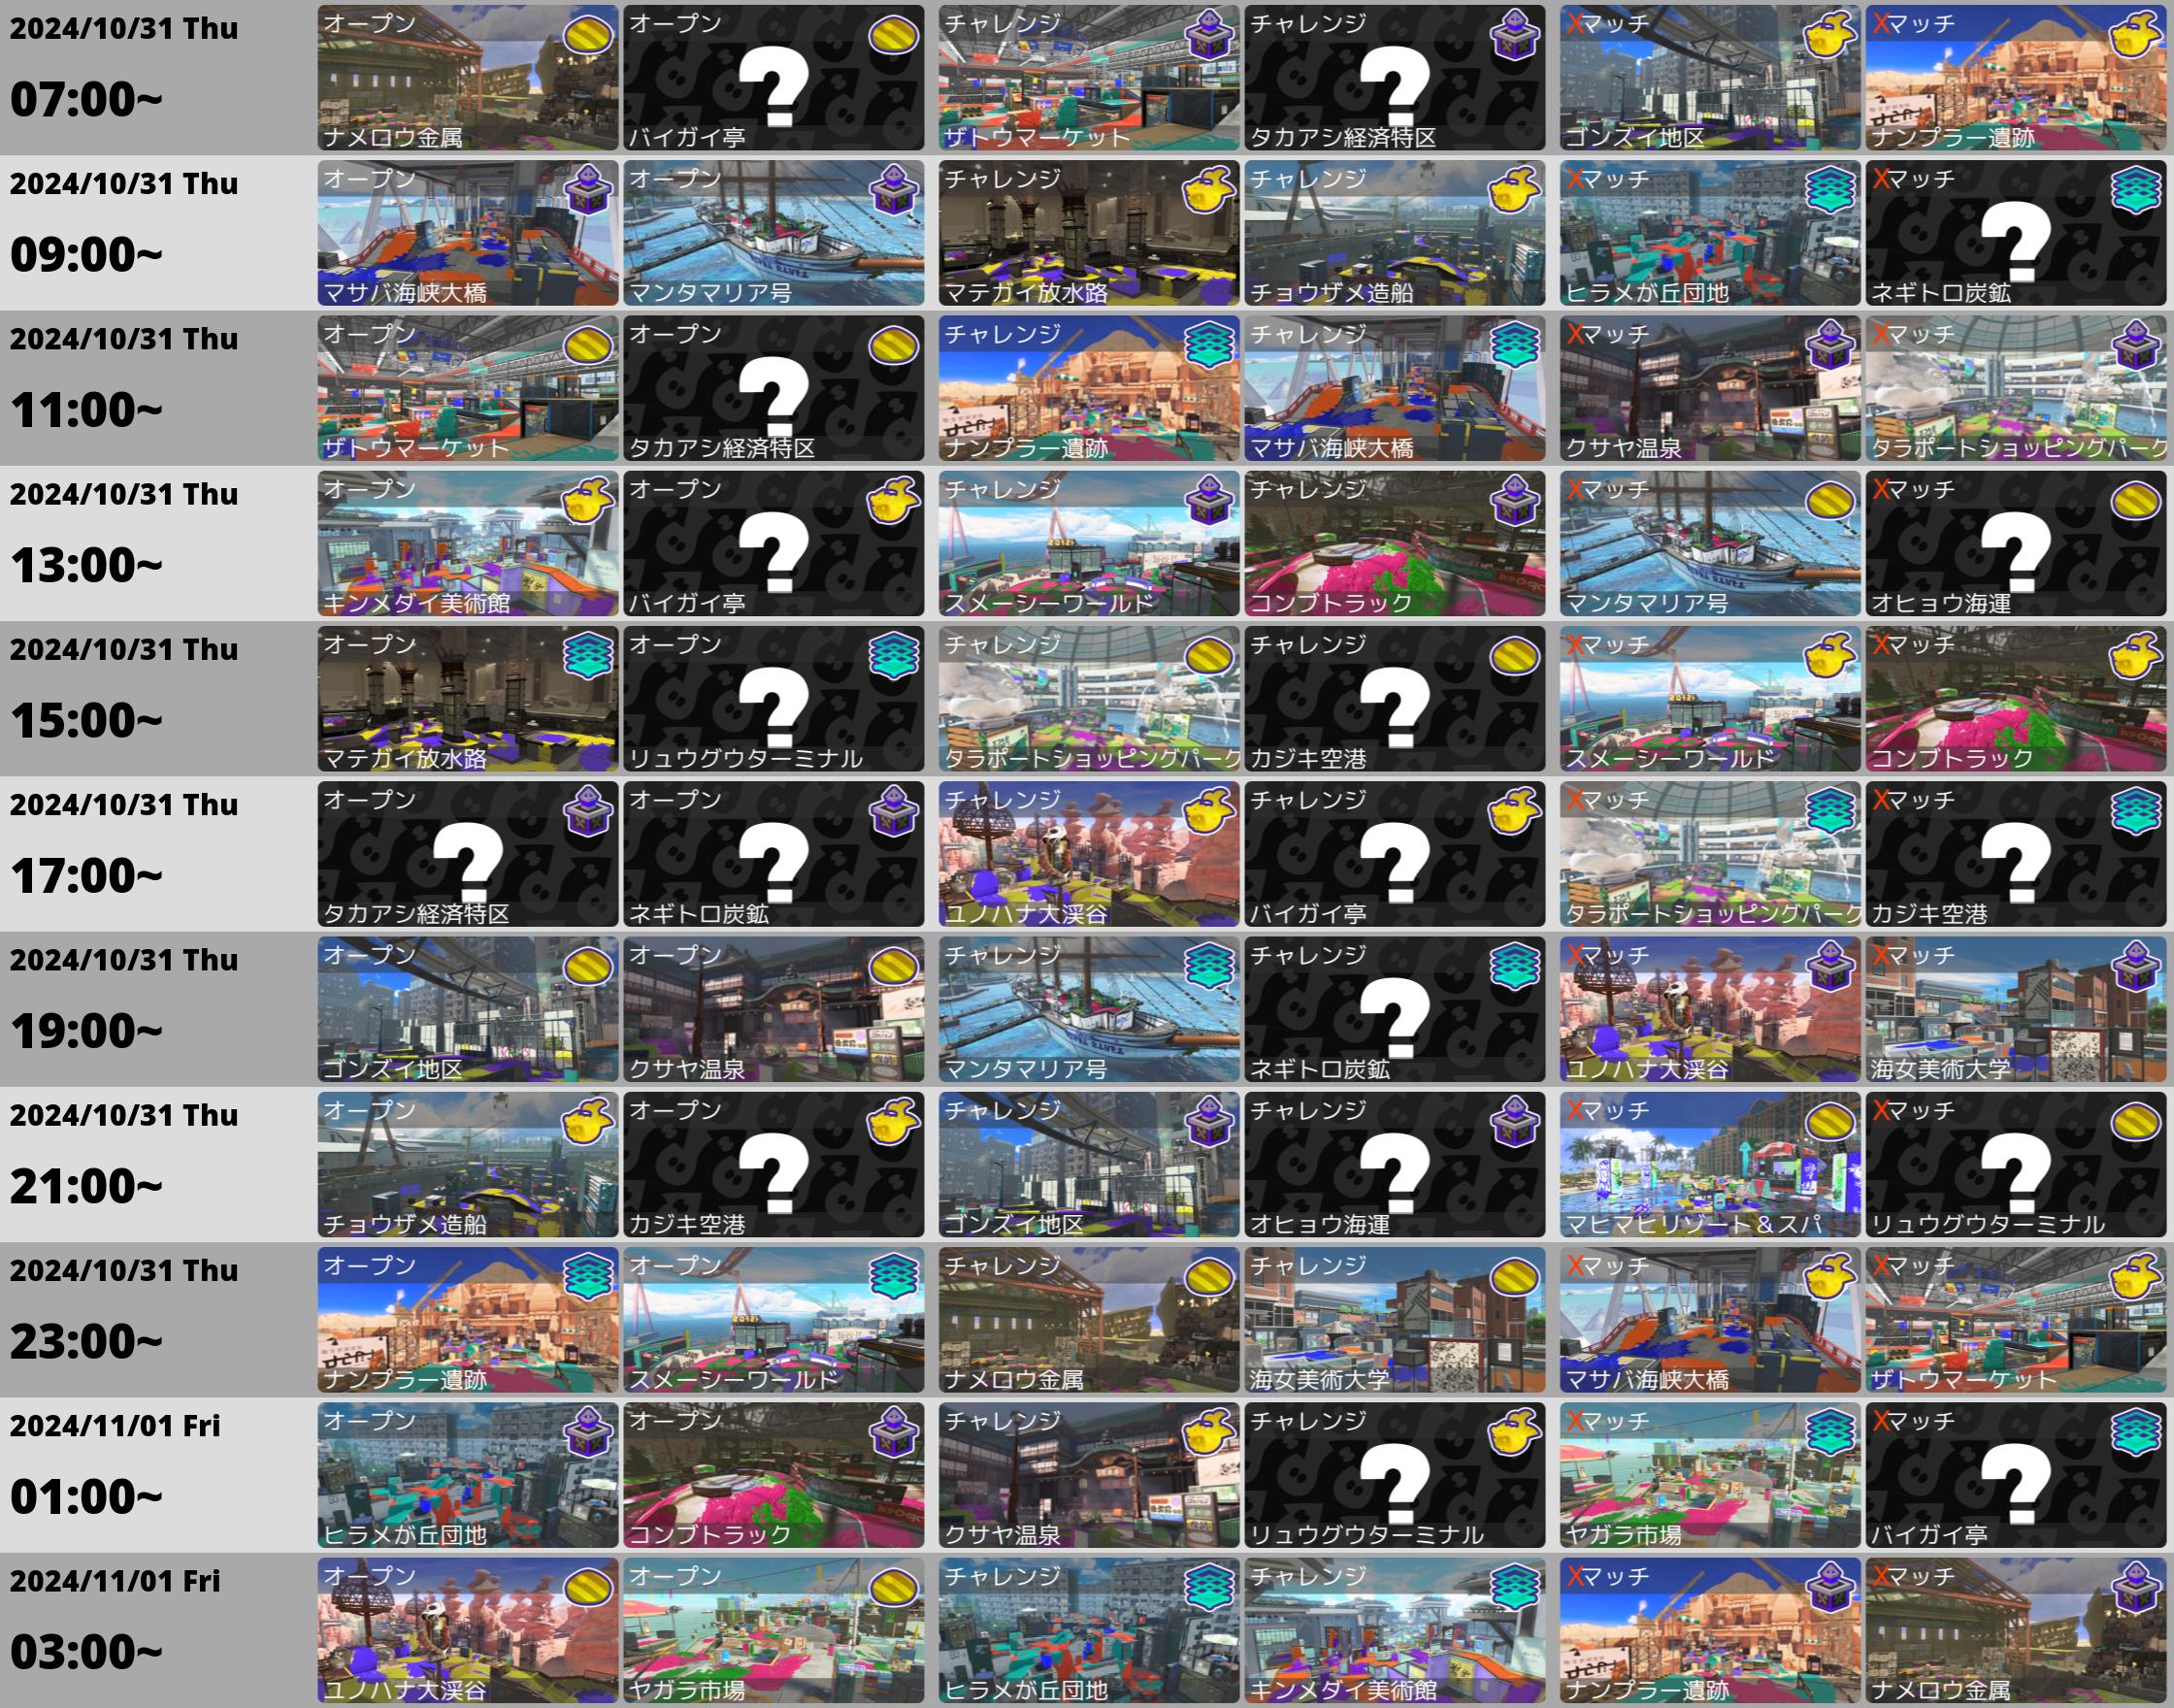 2024/10/31 Thu
07:00~
オープン
ナメロウ金属
オープン
バイガイ亭
チャレンジ
ザトウマーケット
チャレンジ
タカアシ経済特区
Xマッチ
ゴンズイ地区
Xマッチ
ナンプラー遺跡
2024/10/31 Thu
09:00~
オープン
マサバ海峡大橋
オープン
マンタマリア号
チャレンジ
マテガイ放水路
チャレンジ
チョウザメ造船
Xマッチ
ヒラメが丘団地
Xマッチ
ネギトロ炭鉱
2024/10/31 Thu
11:00~
オープン
ザトウマーケット
オープン
タカアシ経済特区
チャレンジ
ナンプラー遺跡
チャレンジ
マサバ海峡大橋
Xマッチ
クサヤ温泉
Xマッチ
タラポートショッピングパーク
2024/10/31 Thu
13:00~
オープン
キンメダイ美術館
オープン
バイガイ亭
チャレンジ
スメーシーワールド
チャレンジ
コンブトラック
Xマッチ
マンタマリア号
Xマッチ
オヒョウ海運
2024/10/31 Thu
15:00~
オープン
マテガイ放水路
オープン
リュウグウターミナル
チャレンジ
タラポートショッピングパーク
チャレンジ
カジキ空港
Xマッチ
スメーシーワールド
Xマッチ
コンブトラック
2024/10/31 Thu
17:00~
オープン
タカアシ経済特区
オープン
ネギトロ炭鉱
チャレンジ
ユノハナ大渓谷
チャレンジ
バイガイ亭
Xマッチ
タラポートショッピングパーク
Xマッチ
カジキ空港
2024/10/31 Thu
19:00~
オープン
ゴンズイ地区
オープン
クサヤ温泉
チャレンジ
マンタマリア号
チャレンジ
ネギトロ炭鉱
Xマッチ
ユノハナ大渓谷
Xマッチ
海女美術大学
2024/10/31 Thu
21:00~
オープン
チョウザメ造船
オープン
カジキ空港
チャレンジ
ゴンズイ地区
チャレンジ
オヒョウ海運
Xマッチ
マヒマヒリゾート＆スパ
Xマッチ
リュウグウターミナル
2024/10/31 Thu
23:00~
オープン
ナンプラー遺跡
オープン
スメーシーワールド
チャレンジ
ナメロウ金属
チャレンジ
海女美術大学
Xマッチ
マサバ海峡大橋
Xマッチ
ザトウマーケット
2024/11/01 Fri
01:00~
オープン
ヒラメが丘団地
オープン
コンブトラック
チャレンジ
クサヤ温泉
チャレンジ
リュウグウターミナル
Xマッチ
ヤガラ市場
Xマッチ
バイガイ亭
2024/11/01 Fri
03:00~
オープン
ユノハナ大渓谷
オープン
ヤガラ市場
チャレンジ
ヒラメが丘団地
チャレンジ
キンメダイ美術館
Xマッチ
ナンプラー遺跡
Xマッチ
ナメロウ金属